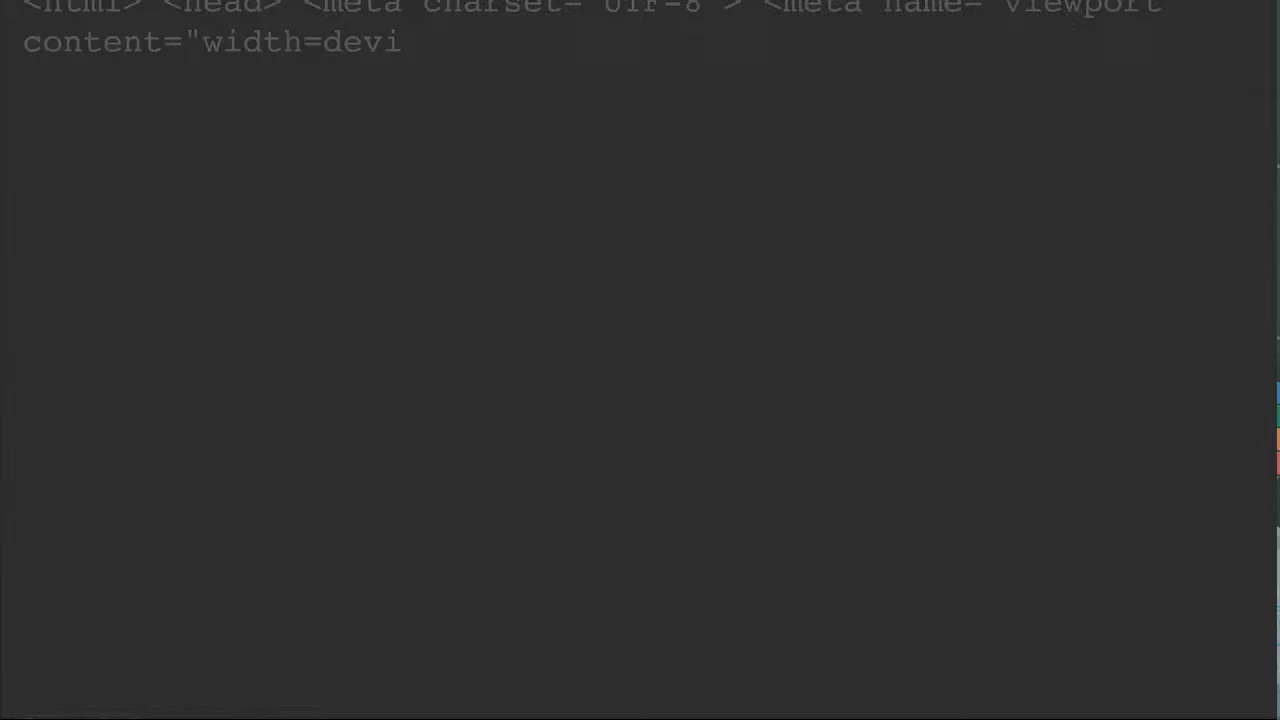 <html> <head> <meta charset="UTF-8"> <meta name="viewport"
content="width=devi